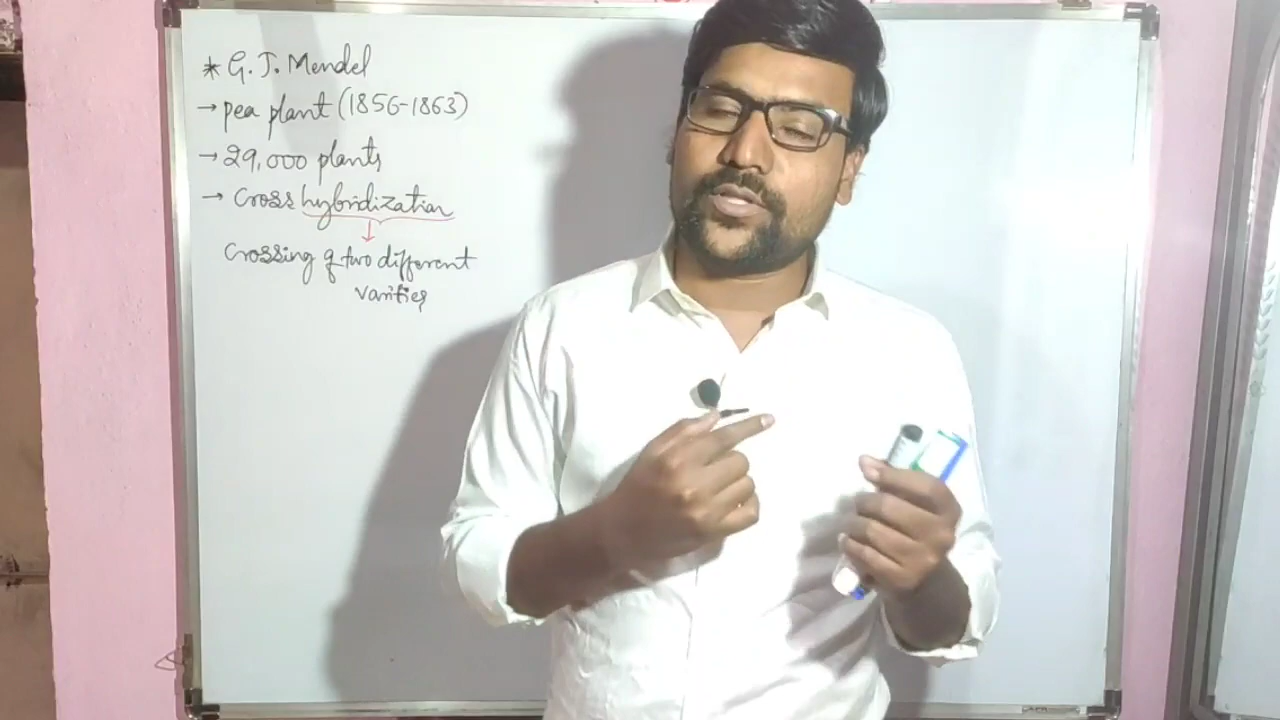 * G. J. Mendel
→ pea plant (1856-1863)
→ 29,000 plants
→ Cross hybridization
Crossing of two different
varities